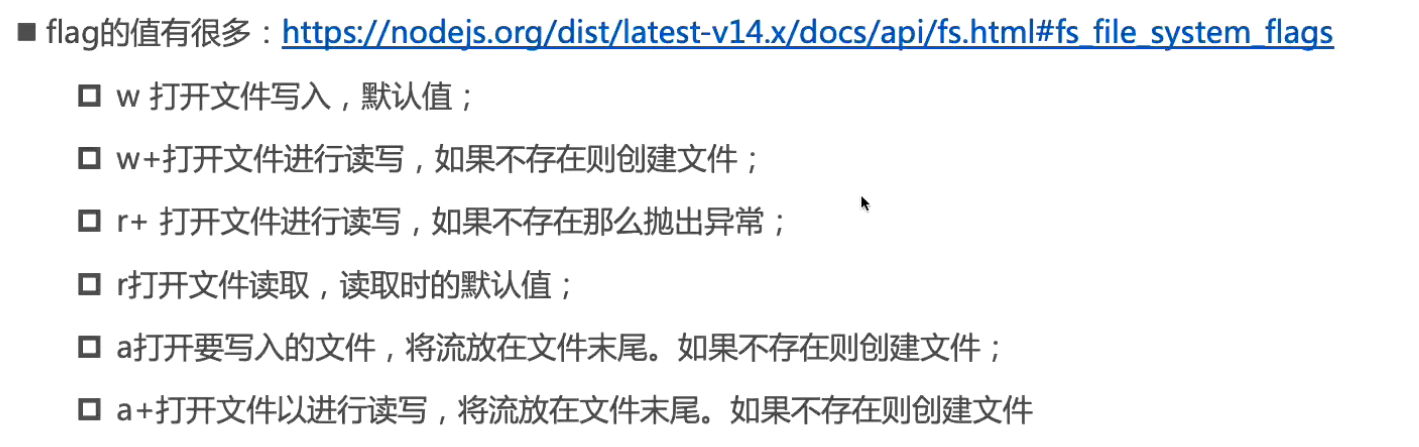 flag的值有很多：https://nodejs.org/dist/latest-v14.x/docs/api/fs.html#fs_file_system_flags
w 打开文件写入，默认值；
w+打开文件进行读写，如果不存在则创建文件；
r+ 打开文件进行读写，如果不存在那么抛出异常；
r打开文件读取，读取时的默认值；
a打开要写入的文件，将流放在文件末尾。如果不存在则创建文件；
a+打开文件以进行读写，将流放在文件末尾。如果不存在则创建文件